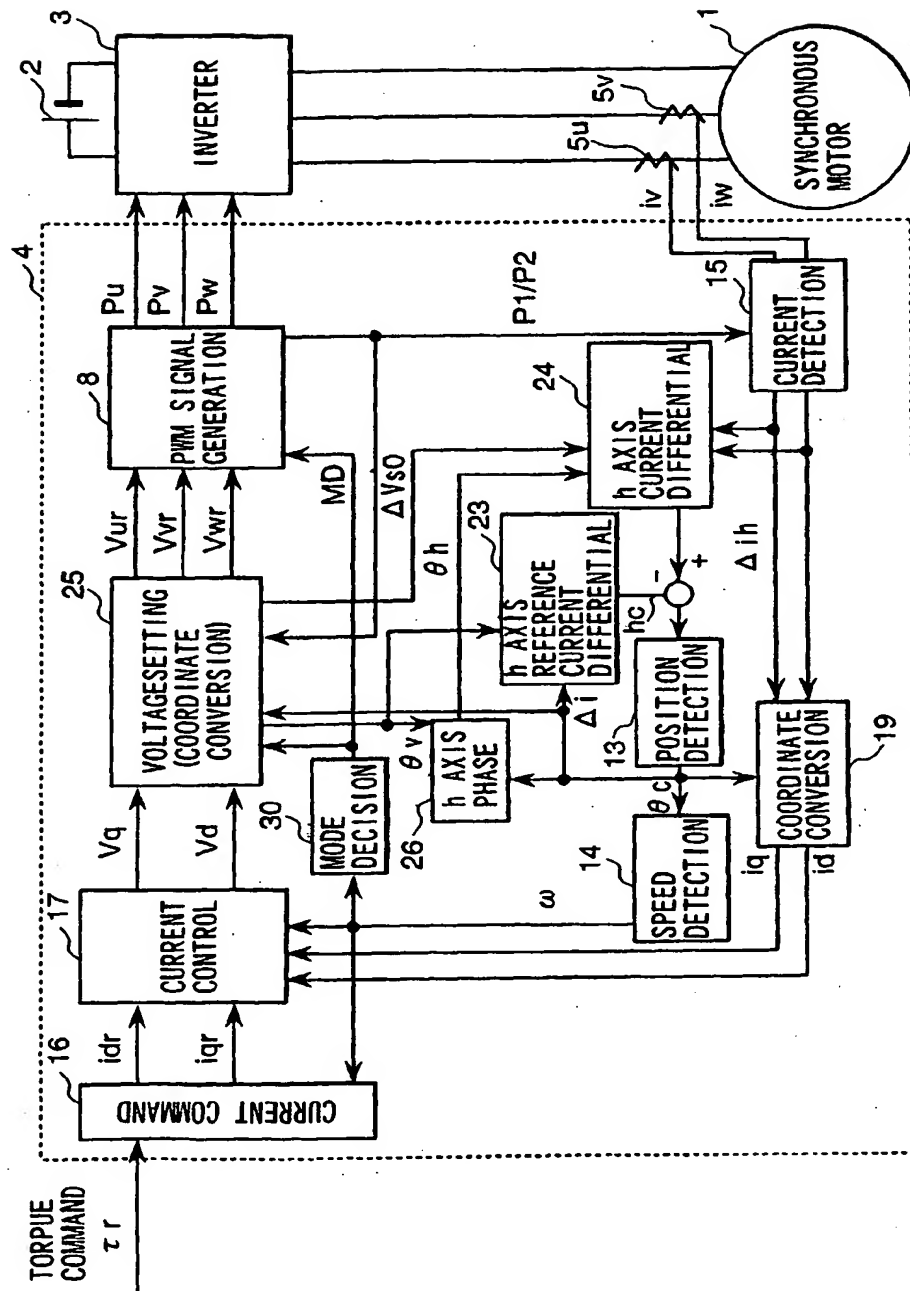 TORPUE
COMMAND
τr
16
CURRENT COMMAND
idr
iqr
17
CURRENT
CONTROL
Vq
Vd
25
VOLTAGESETTING
(COORDINATE
CONVERSION)
Vur
Vvr
Vwr
8
PWM SIGNAL
GENERATION
Pu
Pv
Pw
4
2
3
INVERTER
30
MODE
DECISION
MD
ΔVs0
P1/P2
θv
26
h AXIS
PHASE
θh
23
h AXIS
REFERENCE
CURRENT
DIFFERENTIAL
24
h AXIS
CURRENT
DIFFERENTIAL
Δi
hc
-
+
13
POSITION
DETECTION
θc
14
SPEED
DETECTION
ω
Δih
15
CURRENT
DETECTION
iv
iw
5u
5v
1
SYNCHRONOUS
MOTOR
iq
id
COORDINATE
CONVERSION
19